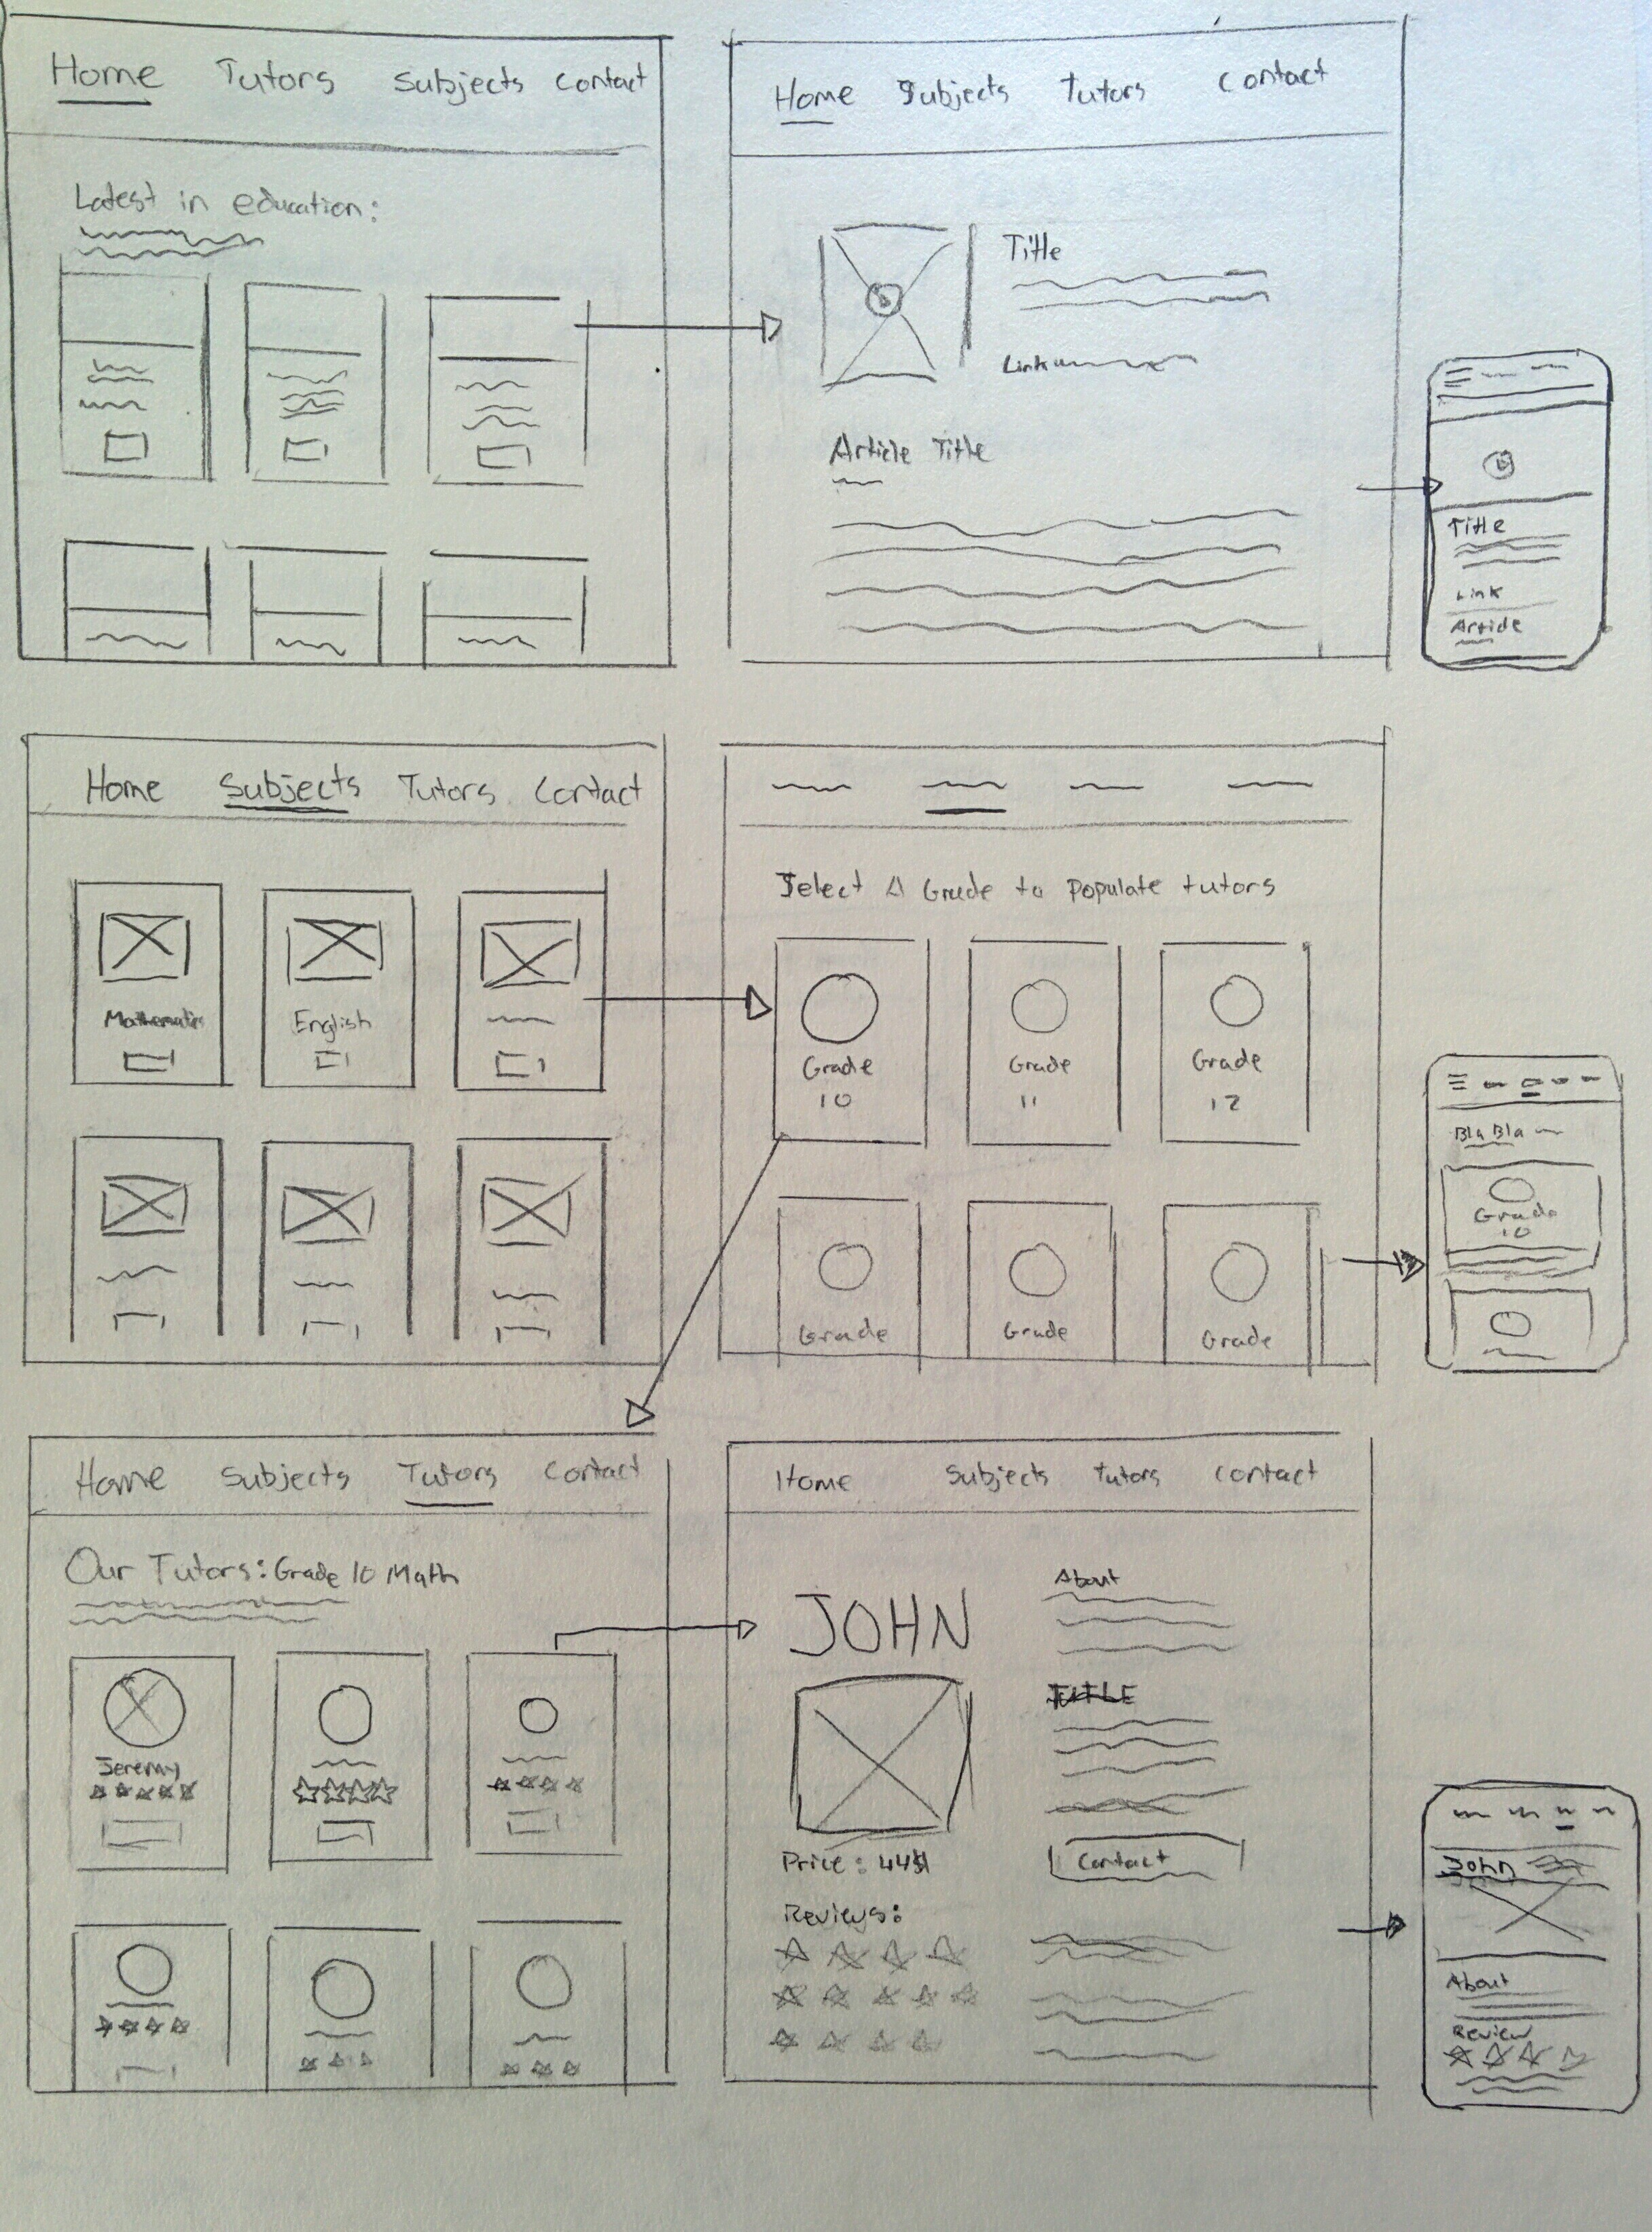 Home Tutors Subjects Contact
Latest in education:
Home Subjects Tutors Contact
Title
Link
Article Title
Title
Link
Article
Home Subjects Tutors Contact
Mathematics
English
Select A Grade to Populate tutors
Grade
10
Grade
11
Grade
12
Grade
Grade
Grade
Bla Bla
Grade
10
Home Subjects Tutors Contact
Our Tutors: Grade 10 Math
Jeremy
Home Subjects Tutors Contact
JOHN
About
TITLE
Price: 44$
Contact
Reviews:
John
About
Review